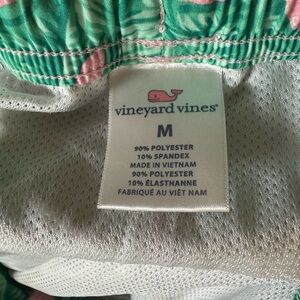 vineyard vines®
M
90% POLYESTER
10% SPANDEX
MADE IN VIETNAM
90% POLYESTER
10% ÉLASTHANNE
FABRIQUÉ AU VIÊT NAM